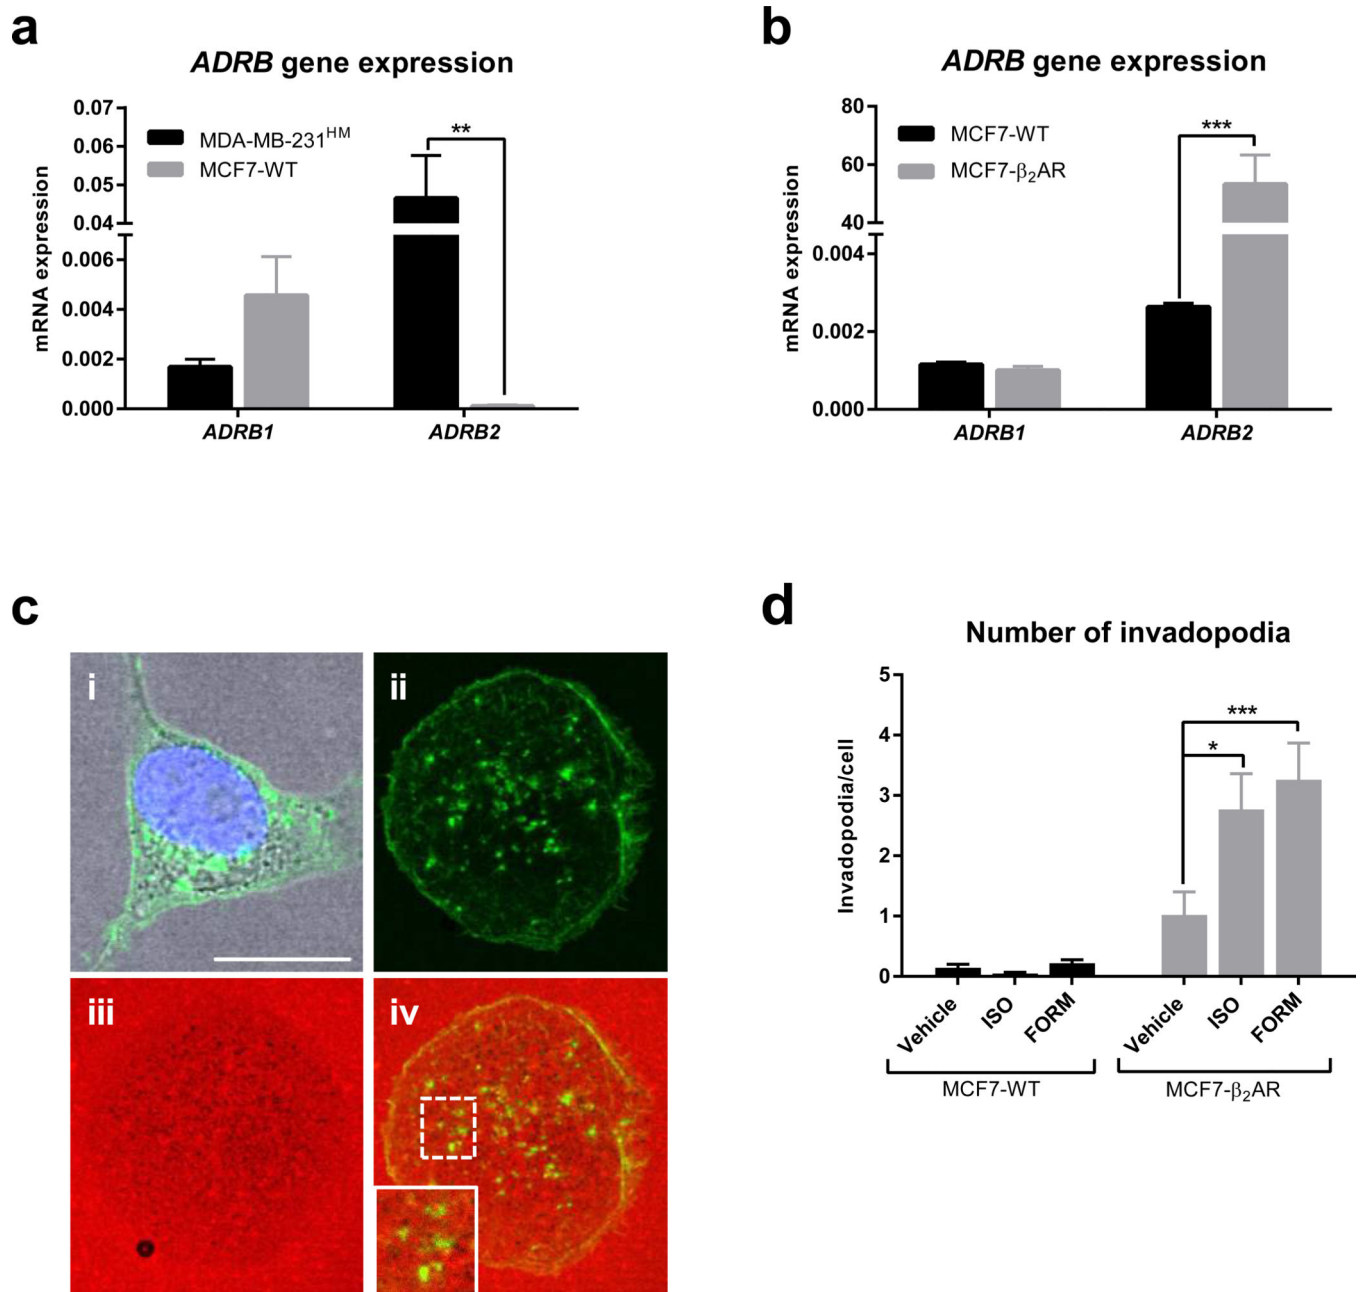 a
ADRB gene expression
0.07
0.06
0.05
0.04
0.006
0.004
0.002
0.000
mRNA expression
MDA-MB-231HM
MCF7-WT
**
ADRB1
ADRB2
b
ADRB gene expression
80
60
40
0.004
0.002
0.000
mRNA expression
MCF7-WT
MCF7-β2AR
***
ADRB1
ADRB2
c
i
ii
iii
iv
d
Number of invadopodia
5
4
3
2
1
0
Invadopodia/cell
***
*
Vehicle
ISO
FORM
Vehicle
ISO
FORM
MCF7-WT
MCF7-β2AR